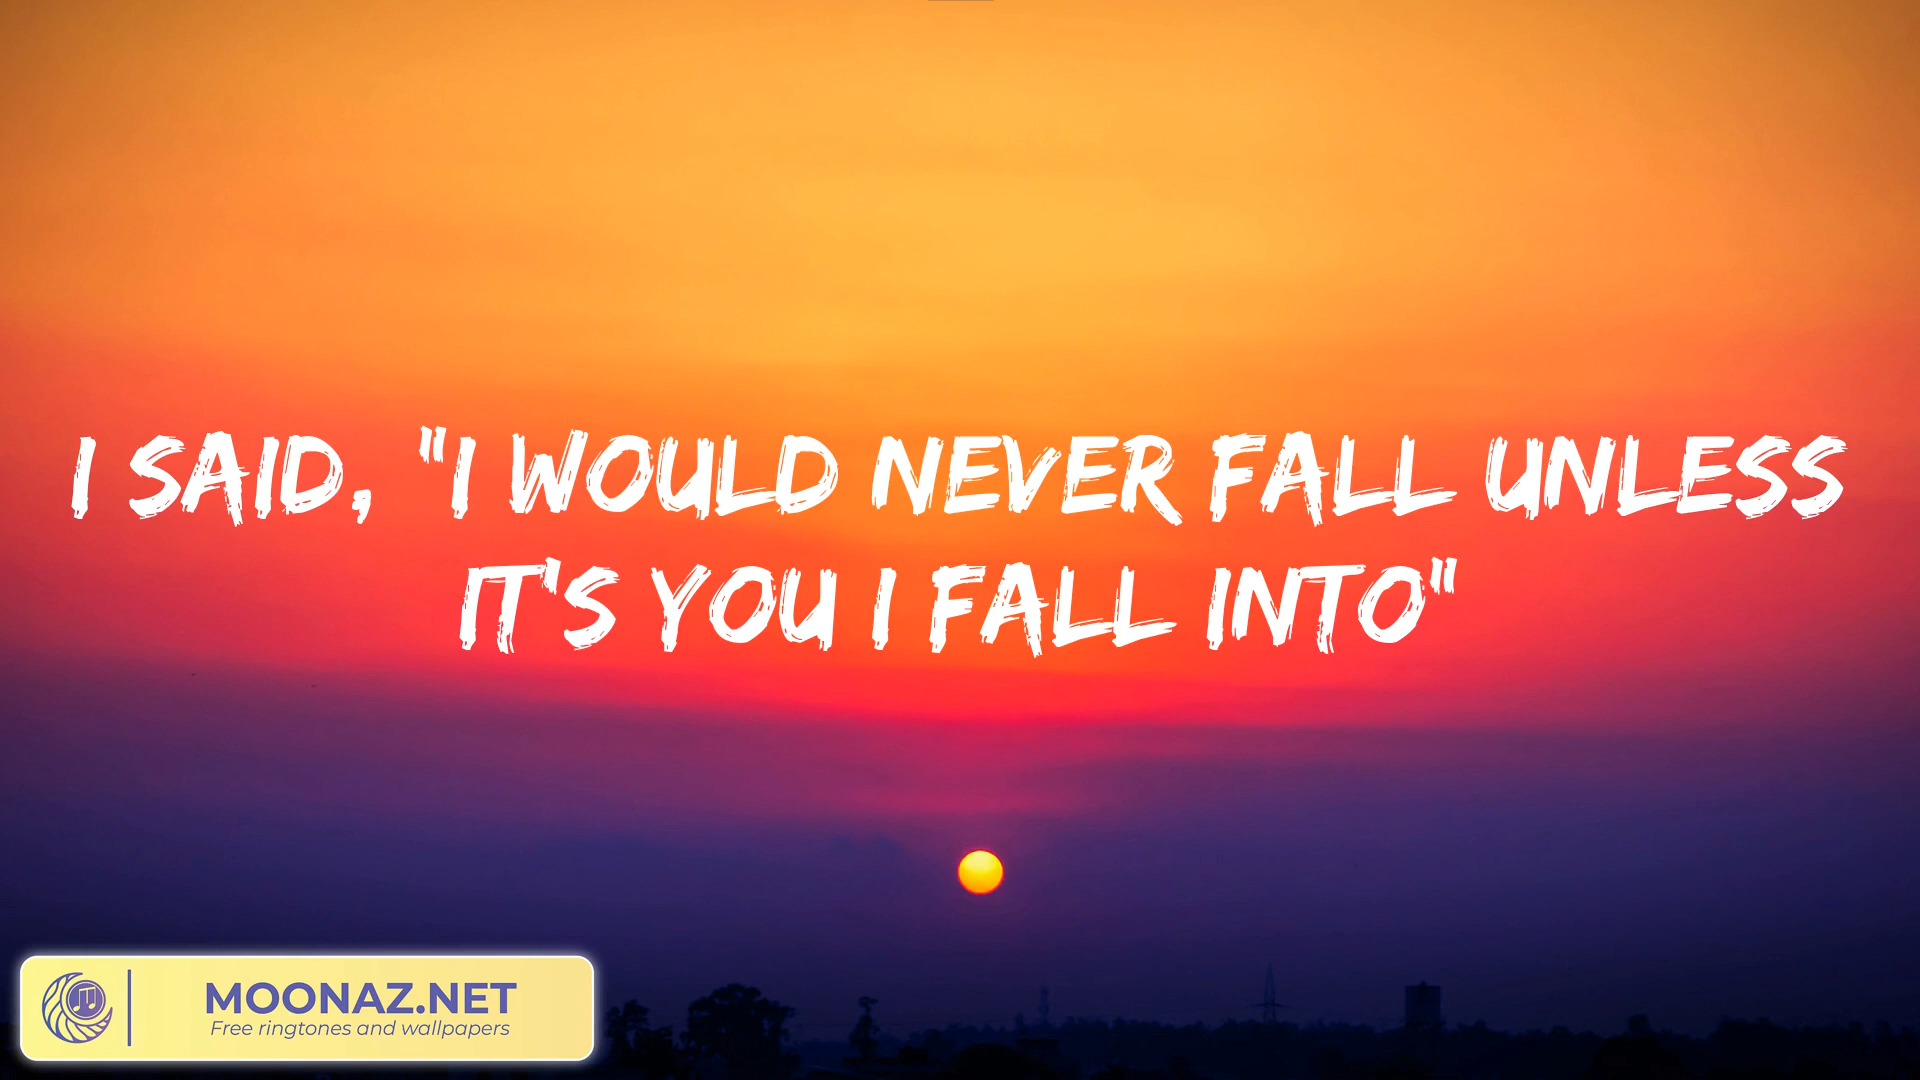 I SAID, "I WOULD NEVER FALL UNLESS
IT'S YOU I FALL INTO"
MOONAZ.NET
Free ringtones and wallpapers